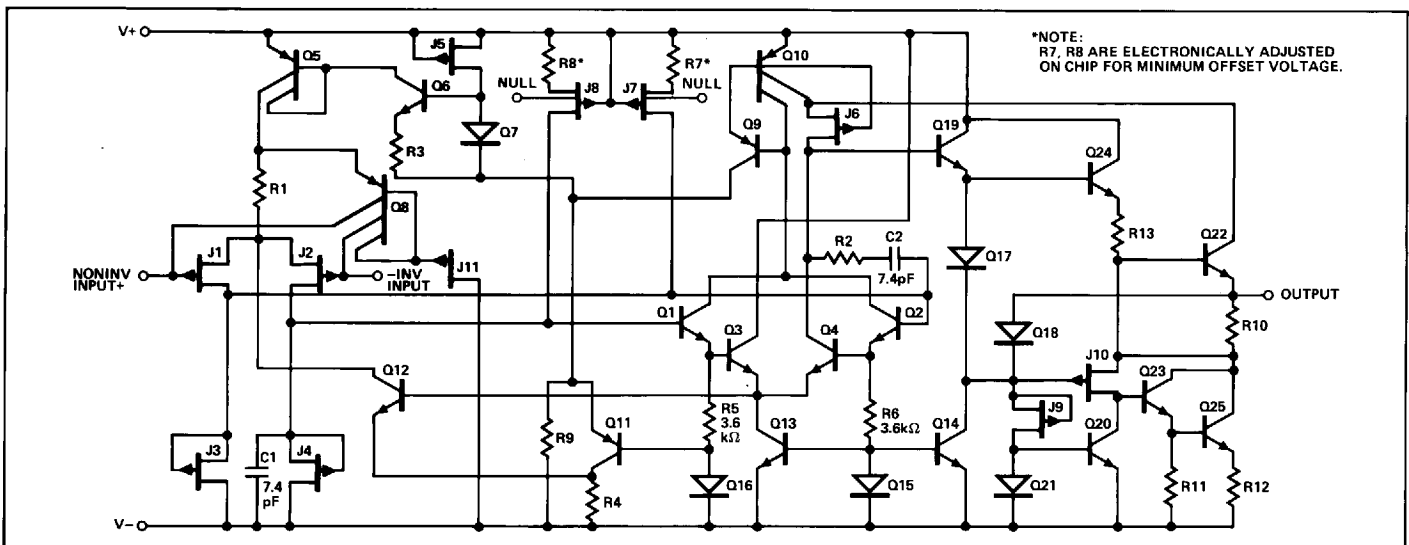 *NOTE:
R7, R8 ARE ELECTRONICALLY ADJUSTED
ON CHIP FOR MINIMUM OFFSET VOLTAGE.
V+
Q5
J5
R8*
R7*
Q10
Q6
NULL
J8
J7
NULL
J6
Q19
Q24
Q7
Q9
R3
R1
Q8
R13
Q22
J1
J2
R2
C2
7.4pF
Q17
NONINV
INPUT+
-INV
INPUT
J11
OUTPUT
Q1
Q3
Q4
Q2
Q18
R10
Q12
J10
Q23
R5
3.6
kΩ
R6
3.6kΩ
Q13
Q14
J9
Q20
Q25
J3
C1
7.4
pF
J4
R9
Q11
R4
Q16
Q15
Q21
R11
R12
V-